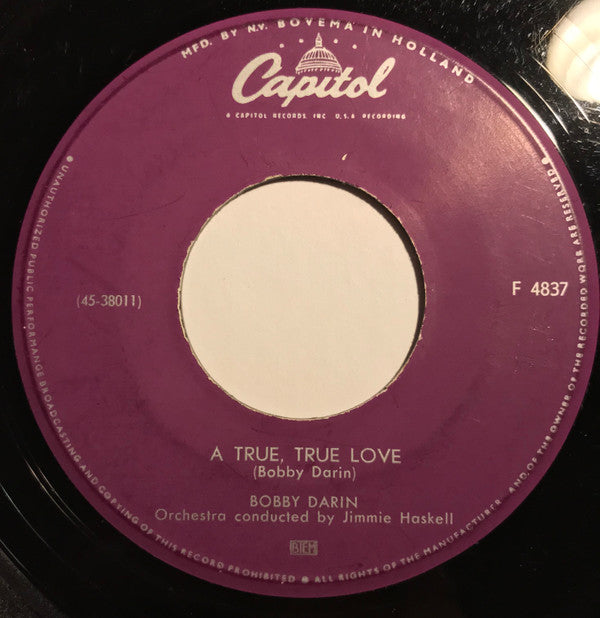 MFD. BY N.V. BOVEMA IN HOLLAND
Capitol
A CAPITOL RECORDS, INC. U.S.A. RECORDING
(45-38011)
F 4837
A TRUE, TRUE LOVE
(Bobby Darin)
BOBBY DARIN
Orchestra conducted by Jimmie Haskell
BIEM
• UNAUTHORIZED PUBLIC PERFORMANCE BROADCASTING AND COPYING OF THIS RECORD PROHIBITED • ALL RIGHTS OF THE MANUFACTURER AND OF THE OWNER OF THE RECORDED WORK ARE RESERVED •